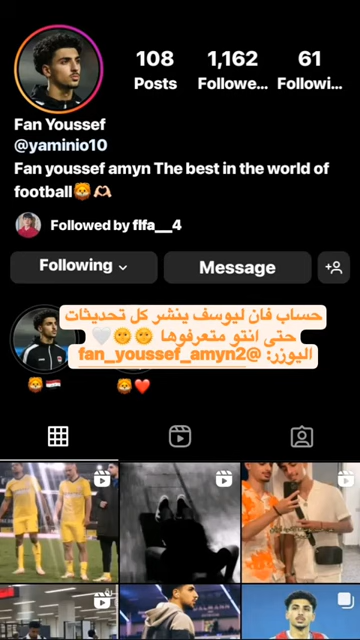 108
1,162
61
Posts
Followe...
Followi...
Fan Youssef
@yaminio10
Fan youssef amyn The best in the world of
football🦁🫶🏼
Followed by flfa__4
Following
Message
حساب فان ليوسف ينشر كل تحديثات
حتى انتو متعرفوها 🌞🌞🤍
اليوزر: @fan_youssef_amyn2
🦁🇮🇶
🦁❤️